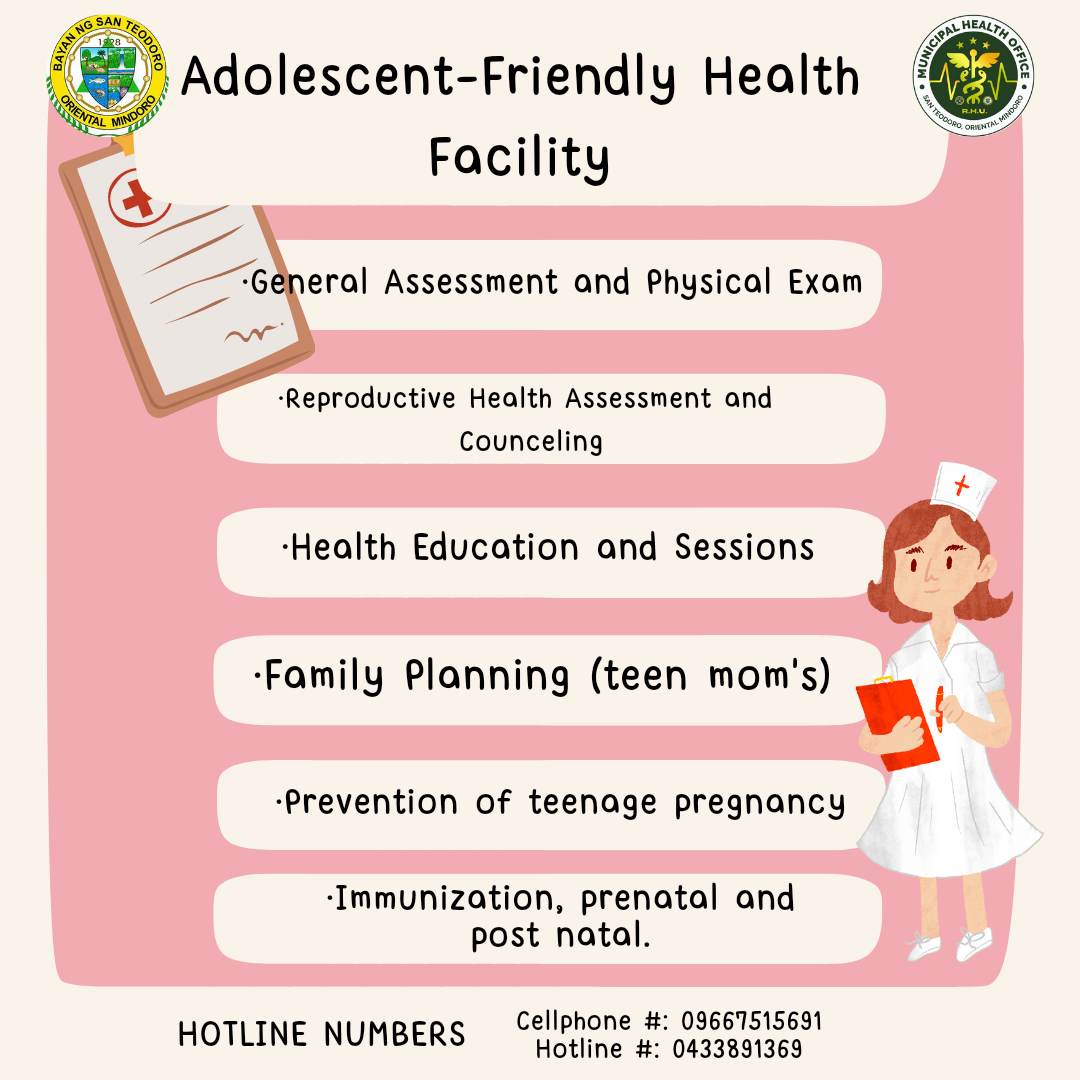 BAYAN NG SAN TEODORO
1928
ORIENTAL MINDORO
MUNICIPAL HEALTH OFFICE
R.H.U.
SAN TEODORO, ORIENTAL MINDORO
Adolescent-Friendly Health
Facility
·General Assessment and Physical Exam
·Reproductive Health Assessment and
Counceling
·Health Education and Sessions
·Family Planning (teen mom's)
·Prevention of teenage pregnancy
·Immunization, prenatal and
post natal.
HOTLINE NUMBERS
Cellphone #: 09667515691
Hotline #: 0433891369